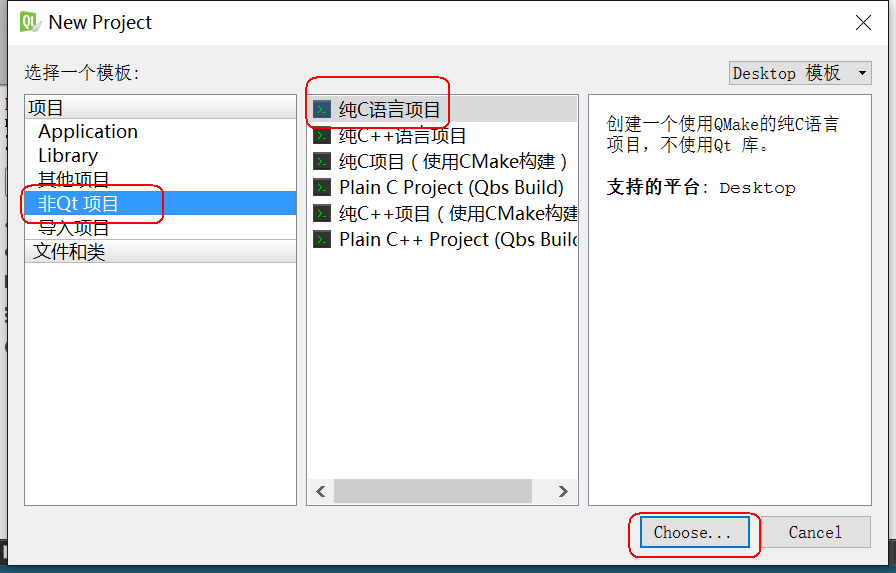 New Project
选择一个模板:
Desktop 模板
项目
Application
Library
其他项目
非Qt 项目
导入项目
文件和类
纯C语言项目
纯C++语言项目
纯C项目（使用CMake构建）
Plain C Project (Qbs Build)
纯C++项目（使用CMake构建
Plain C++ Project (Qbs Build
创建一个使用QMake的纯C语言
项目，不使用Qt 库。
支持的平台: Desktop
Choose...
Cancel